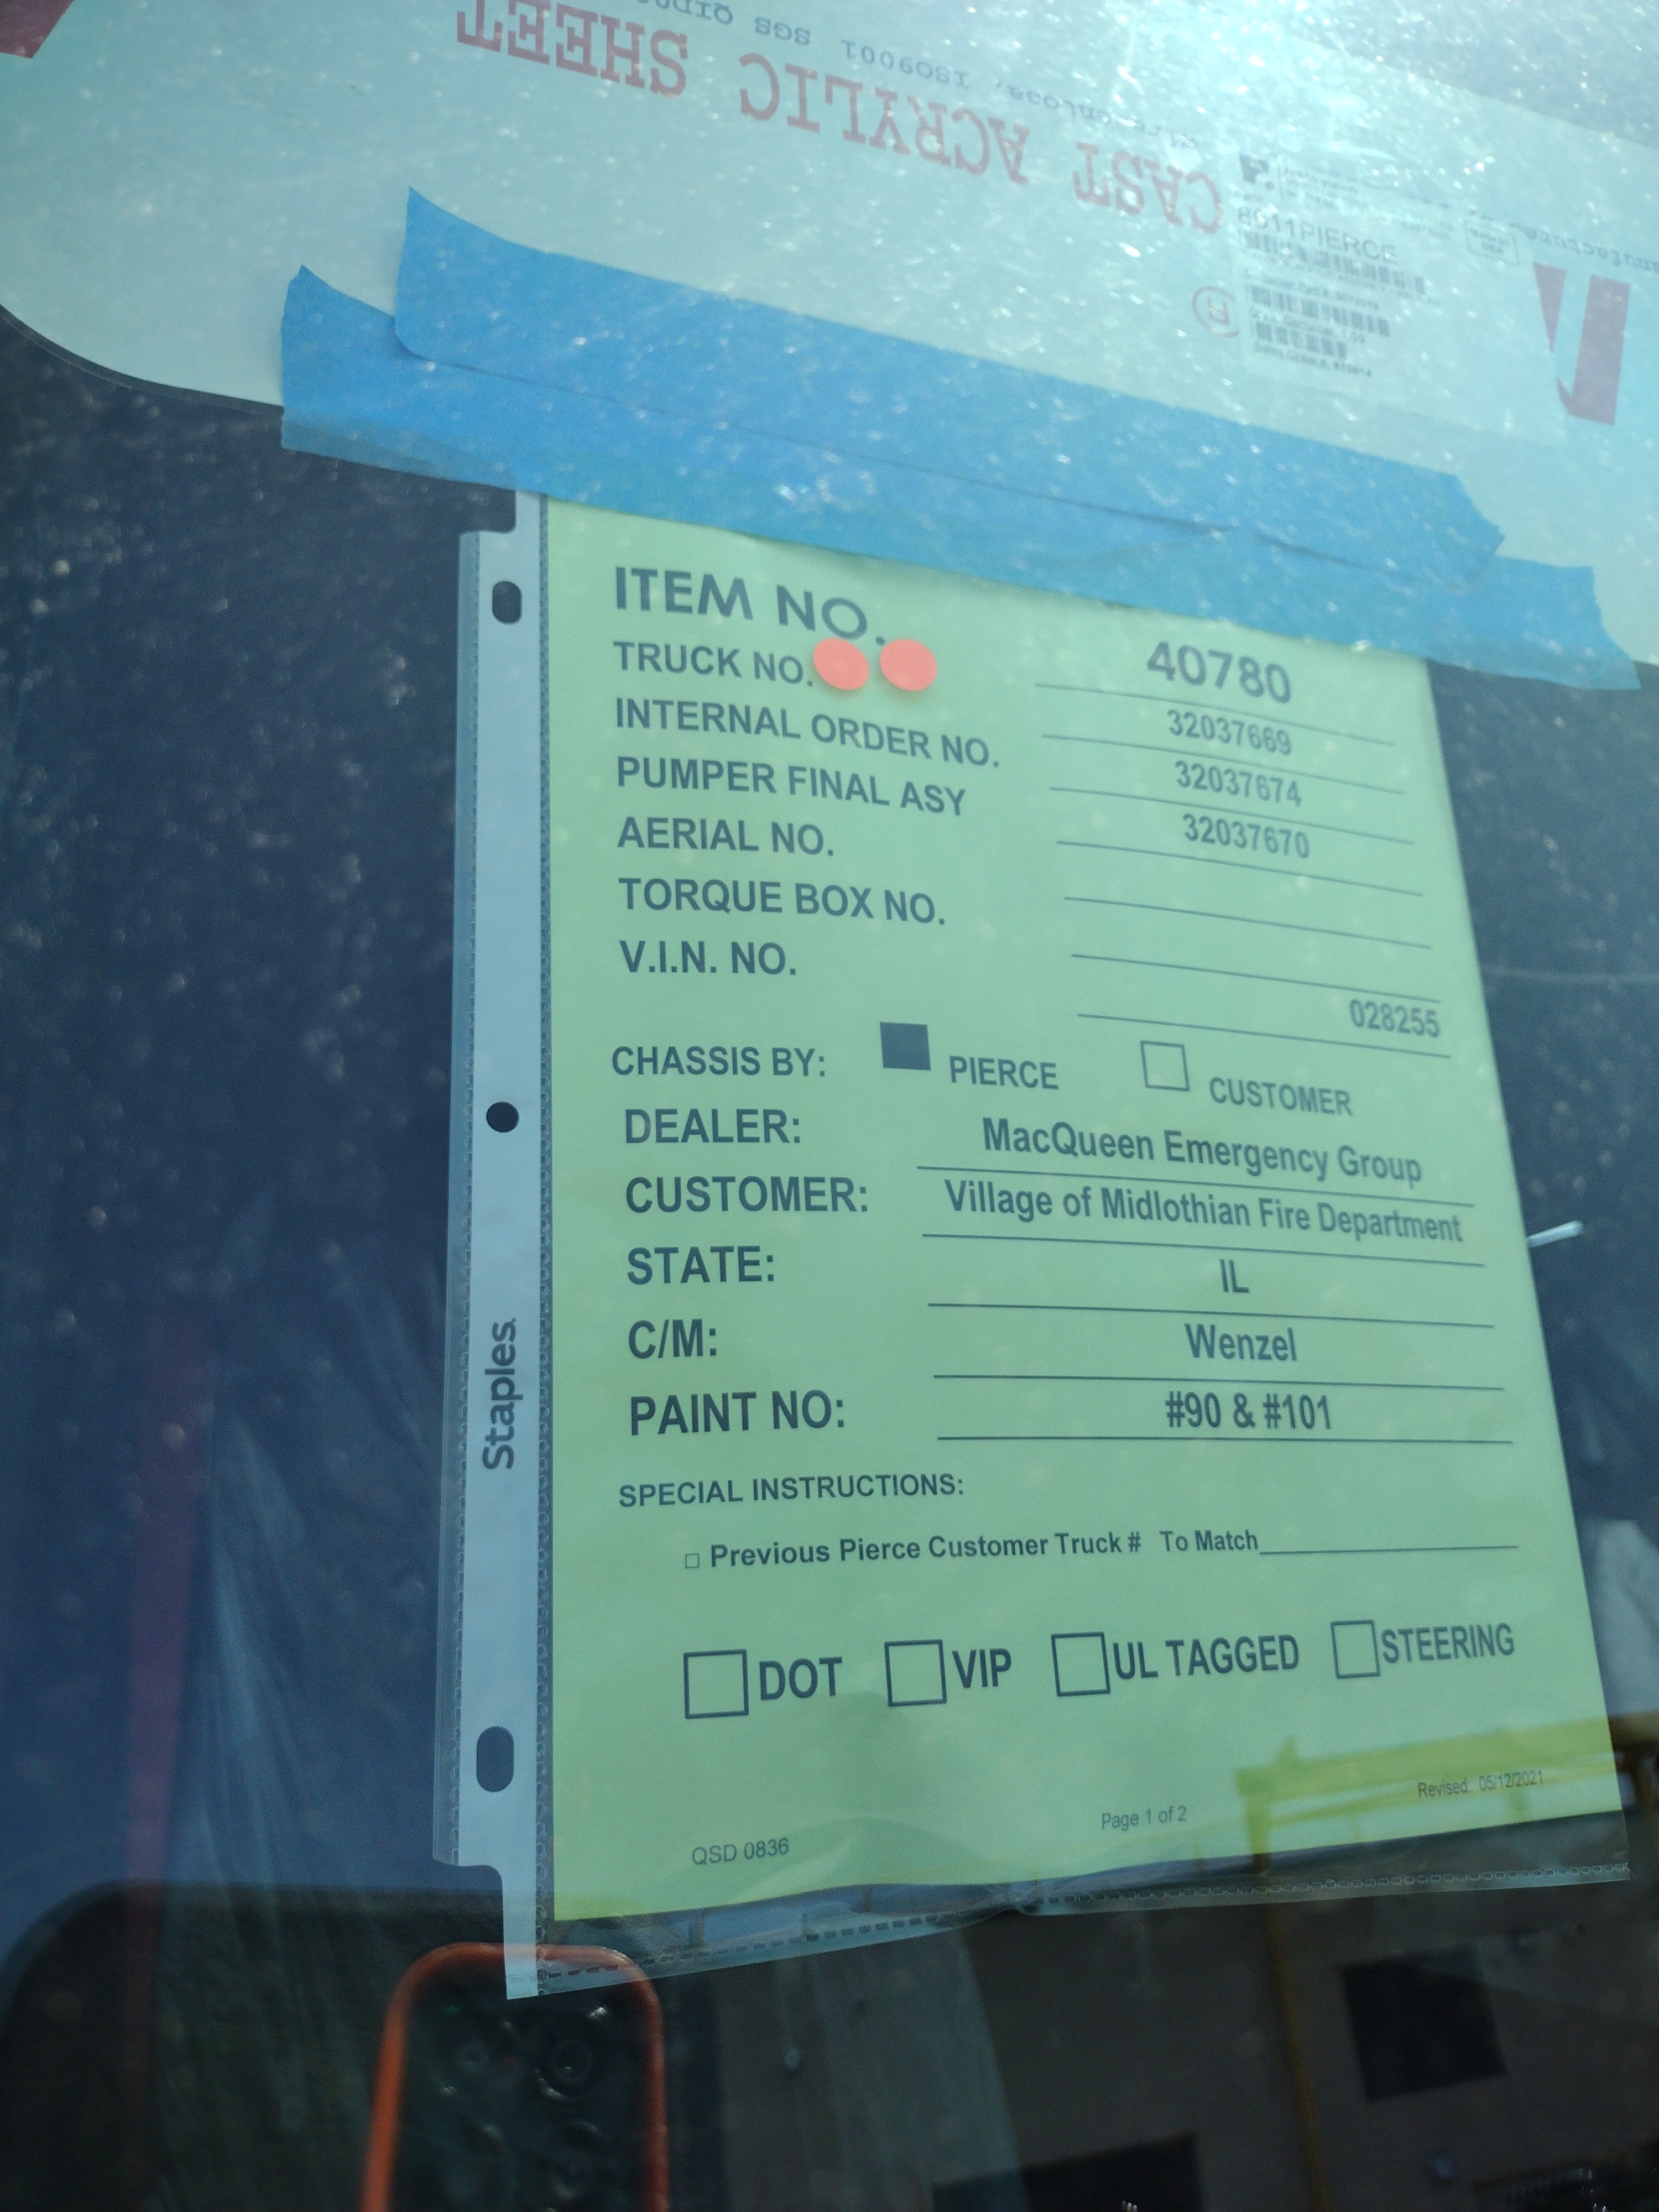 CAST ACRYLIC SHEET
ISO9001 SGS
8611PIERCE
ITEM NO. 40780
TRUCK NO. 32037669
INTERNAL ORDER NO. 32037674
PUMPER FINAL ASY 32037670
AERIAL NO.
TORQUE BOX NO.
V.I.N. NO. 028255
CHASSIS BY: PIERCE CUSTOMER
DEALER: MacQueen Emergency Group
CUSTOMER: Village of Midlothian Fire Department
STATE: IL
C/M: Wenzel
PAINT NO: #90 & #101
SPECIAL INSTRUCTIONS:
Previous Pierce Customer Truck # To Match
DOT VIP UL TAGGED STEERING
QSD 0836 Page 1 of 2 Revised: 05/12/2021
Staples